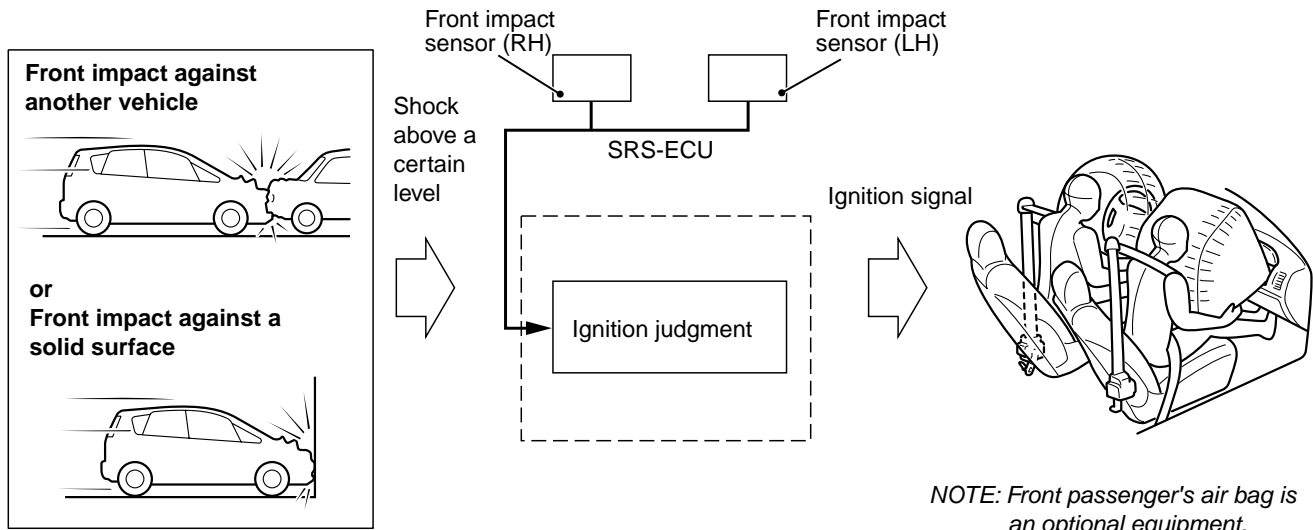 Front impact against
another vehicle
or
Front impact against a
solid surface
Shock
above a
certain
level
Front impact
sensor (RH)
Front impact
sensor (LH)
SRS-ECU
Ignition judgment
Ignition signal
NOTE: Front passenger's air bag is
an optional equipment.